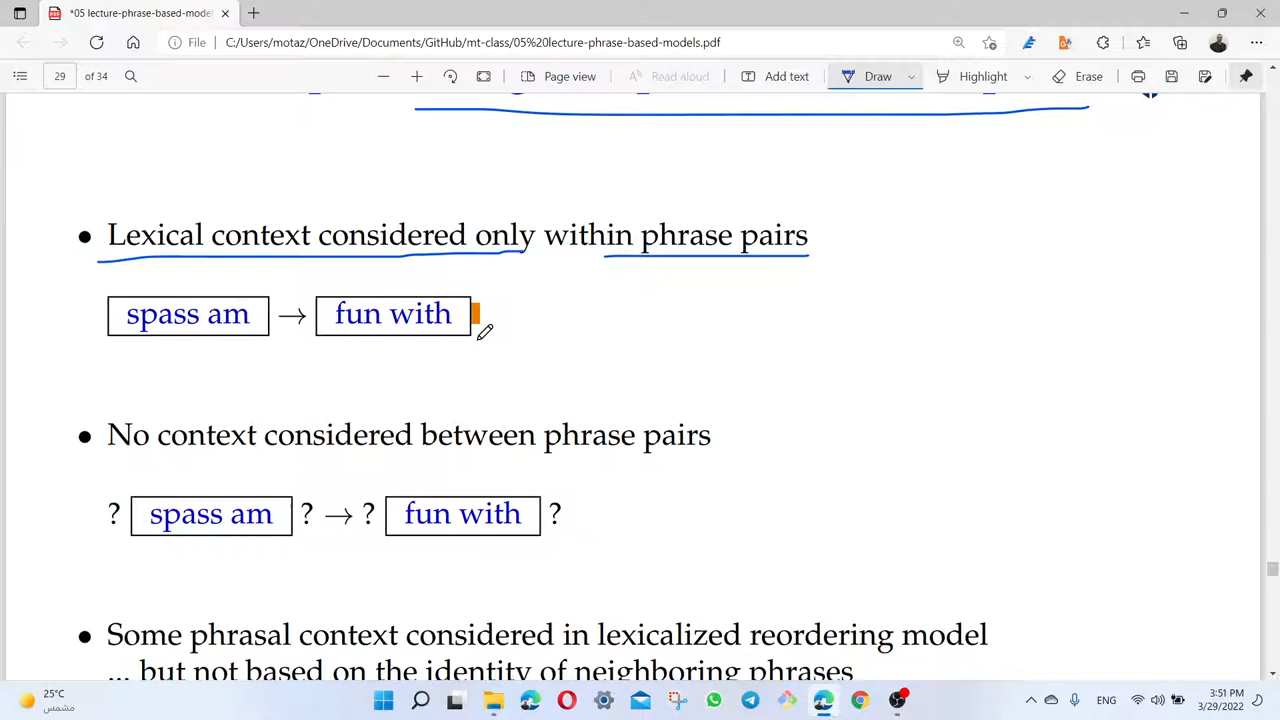 *05 lecture-phrase-based-model
File C:/Users/motaz/OneDrive/Documents/GitHub/mt-class/05%20lecture-phrase-based-models.pdf
29 of 34 Page view Read aloud Add text Draw Highlight Erase
• Lexical context considered only within phrase pairs
spass am → fun with
• No context considered between phrase pairs
? spass am ? → ? fun with ?
• Some phrasal context considered in lexicalized reordering model
... but not based on the identity of neighboring phrases
25°C ENG 3:51 PM
مشمس 3/29/2022